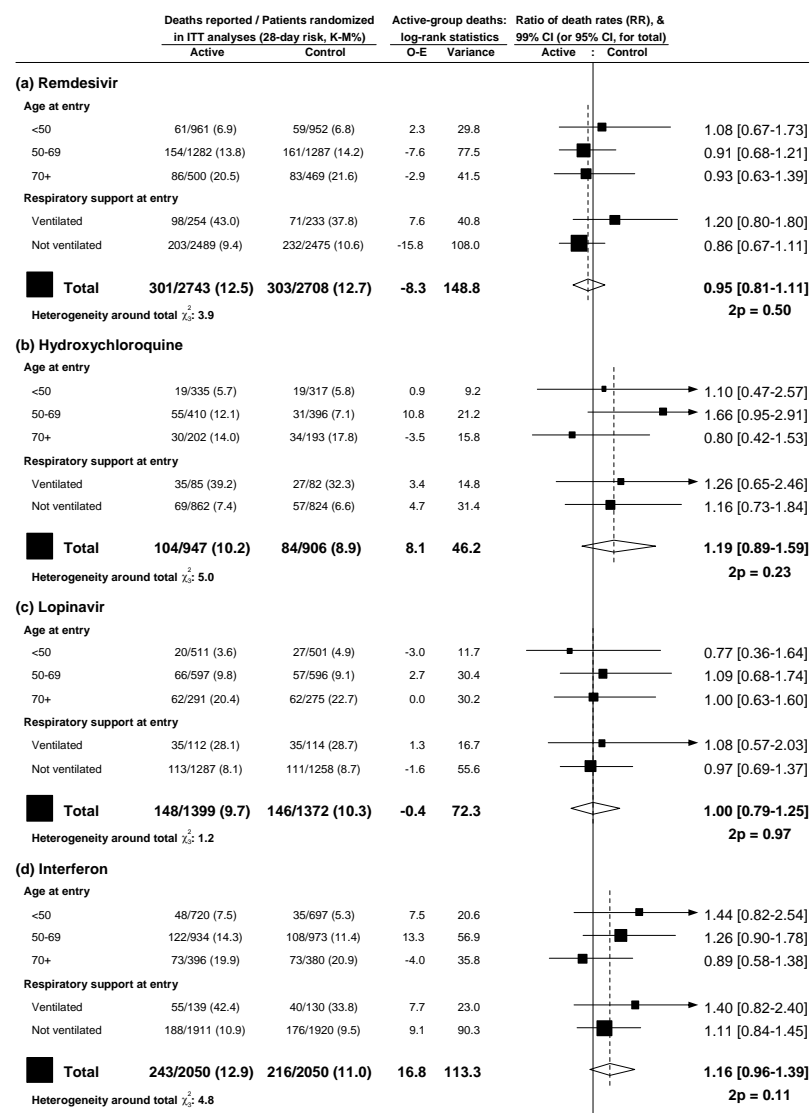 Deaths reported / Patients randomized Active-group deaths: Ratio of death rates (RR), &
in ITT analyses (28-day risk, K-M%) log-rank statistics 99% CI (or 95% CI, for total)
Active Control O-E Variance Active : Control
(a) Remdesivir
Age at entry
<50 61/961 (6.9) 59/952 (6.8) 2.3 29.8 1.08 [0.67-1.73]
50-69 154/1282 (13.8) 161/1287 (14.2) -7.6 77.5 0.91 [0.68-1.21]
70+ 86/500 (20.5) 83/469 (21.6) -2.9 41.5 0.93 [0.63-1.39]
Respiratory support at entry
Ventilated 98/254 (43.0) 71/233 (37.8) 7.6 40.8 1.20 [0.80-1.80]
Not ventilated 203/2489 (9.4) 232/2475 (10.6) -15.8 108.0 0.86 [0.67-1.11]
Total 301/2743 (12.5) 303/2708 (12.7) -8.3 148.8 0.95 [0.81-1.11]
2p = 0.50
Heterogeneity around total χ²₃: 3.9
(b) Hydroxychloroquine
Age at entry
<50 19/335 (5.7) 19/317 (5.8) 0.9 9.2 1.10 [0.47-2.57]
50-69 55/410 (12.1) 31/396 (7.1) 10.8 21.2 1.66 [0.95-2.91]
70+ 30/202 (14.0) 34/193 (17.8) -3.5 15.8 0.80 [0.42-1.53]
Respiratory support at entry
Ventilated 35/85 (39.2) 27/82 (32.3) 3.4 14.8 1.26 [0.65-2.46]
Not ventilated 69/862 (7.4) 57/824 (6.6) 4.7 31.4 1.16 [0.73-1.84]
Total 104/947 (10.2) 84/906 (8.9) 8.1 46.2 1.19 [0.89-1.59]
2p = 0.23
Heterogeneity around total χ²₃: 5.0
(c) Lopinavir
Age at entry
<50 20/511 (3.6) 27/501 (4.9) -3.0 11.7 0.77 [0.36-1.64]
50-69 66/597 (9.8) 57/596 (9.1) 2.7 30.4 1.09 [0.68-1.74]
70+ 62/291 (20.4) 62/275 (22.7) 0.0 30.2 1.00 [0.63-1.60]
Respiratory support at entry
Ventilated 35/112 (28.1) 35/114 (28.7) 1.3 16.7 1.08 [0.57-2.03]
Not ventilated 113/1287 (8.1) 111/1258 (8.7) -1.6 55.6 0.97 [0.69-1.37]
Total 148/1399 (9.7) 146/1372 (10.3) -0.4 72.3 1.00 [0.79-1.25]
2p = 0.97
Heterogeneity around total χ²₃: 1.2
(d) Interferon
Age at entry
<50 48/720 (7.5) 35/697 (5.3) 7.5 20.6 1.44 [0.82-2.54]
50-69 122/934 (14.3) 108/973 (11.4) 13.3 56.9 1.26 [0.90-1.78]
70+ 73/396 (19.9) 73/380 (20.9) -4.0 35.8 0.89 [0.58-1.38]
Respiratory support at entry
Ventilated 55/139 (42.4) 40/130 (33.8) 7.7 23.0 1.40 [0.82-2.40]
Not ventilated 188/1911 (10.9) 176/1920 (9.5) 9.1 90.3 1.11 [0.84-1.45]
Total 243/2050 (12.9) 216/2050 (11.0) 16.8 113.3 1.16 [0.96-1.39]
2p = 0.11
Heterogeneity around total χ²₃: 4.8